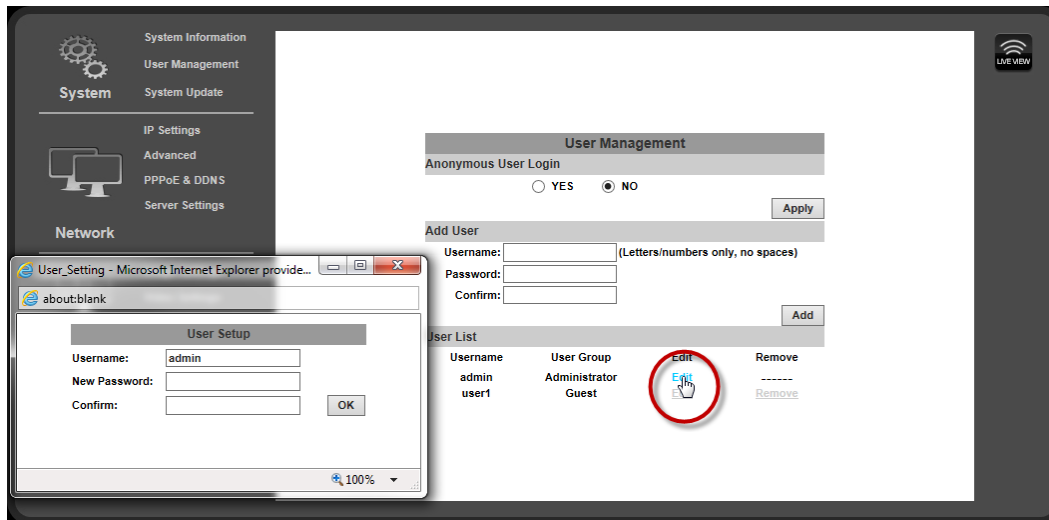 System Information
User Management
System Update
System
IP Settings
Advanced
PPPoE & DDNS
Server Settings
Network
LIVE VIEW
User Management
Anonymous User Login
YES NO
Apply
Add User
Username: (Letters/numbers only, no spaces)
Password:
Confirm:
Add
User List
Username User Group Edit Remove
admin Administrator Edit ------
user1 Guest Remove
User_Setting - Microsoft Internet Explorer provide...
about:blank
User Setup
Username: admin
New Password:
Confirm: OK
100%